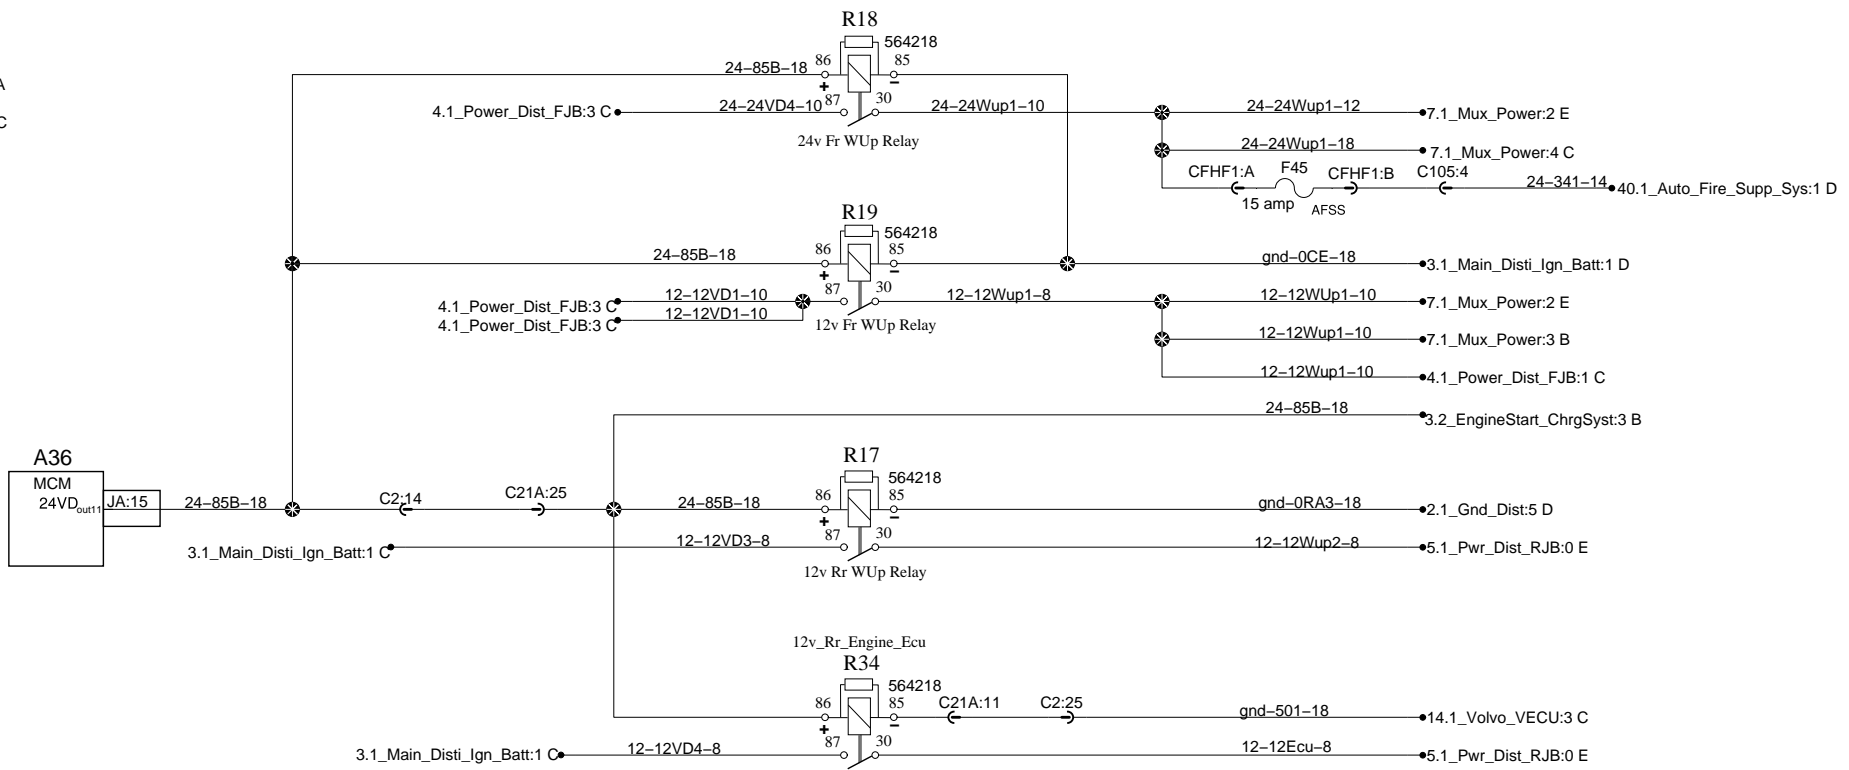 R18
564218
86
85
A
24–85B–18
+
–
C
4.1_Power_Dist_FJB:3 C
24–24VD4–10
87
30
24–24Wup1–10
24–24Wup1–12
7.1_Mux_Power:2 E
24v Fr WUp Relay
24–24Wup1–18
7.1_Mux_Power:4 C
CFHF1:A
F45
CFHF1:B
C105:4
24–341–14
40.1_Auto_Fire_Supp_Sys:1 D
15 amp
AFSS
R19
564218
86
85
24–85B–18
+
–
gnd–0CE–18
3.1_Main_Disti_Ign_Batt:1 D
4.1_Power_Dist_FJB:3 C
12–12VD1–10
87
30
12–12Wup1–8
12–12WUp1–10
7.1_Mux_Power:2 E
4.1_Power_Dist_FJB:3 C
12–12VD1–10
12v Fr WUp Relay
12–12Wup1–10
7.1_Mux_Power:3 B
12–12Wup1–10
4.1_Power_Dist_FJB:1 C
24–85B–18
3.2_EngineStart_ChrgSyst:3 B
A36
MCM
24VD out11
JA:15
24–85B–18
C2:14
C21A:25
R17
564218
86
85
24–85B–18
+
–
gnd–0RA3–18
2.1_Gnd_Dist:5 D
3.1_Main_Disti_Ign_Batt:1 C
12–12VD3–8
87
30
12–12Wup2–8
5.1_Pwr_Dist_RJB:0 E
12v Rr WUp Relay
12v_Rr_Engine_Ecu
R34
564218
86
85
+
–
C21A:11
C2:25
gnd–501–18
14.1_Volvo_VECU:3 C
3.1_Main_Disti_Ign_Batt:1 C
12–12VD4–8
87
30
12–12Ecu–8
5.1_Pwr_Dist_RJB:0 E